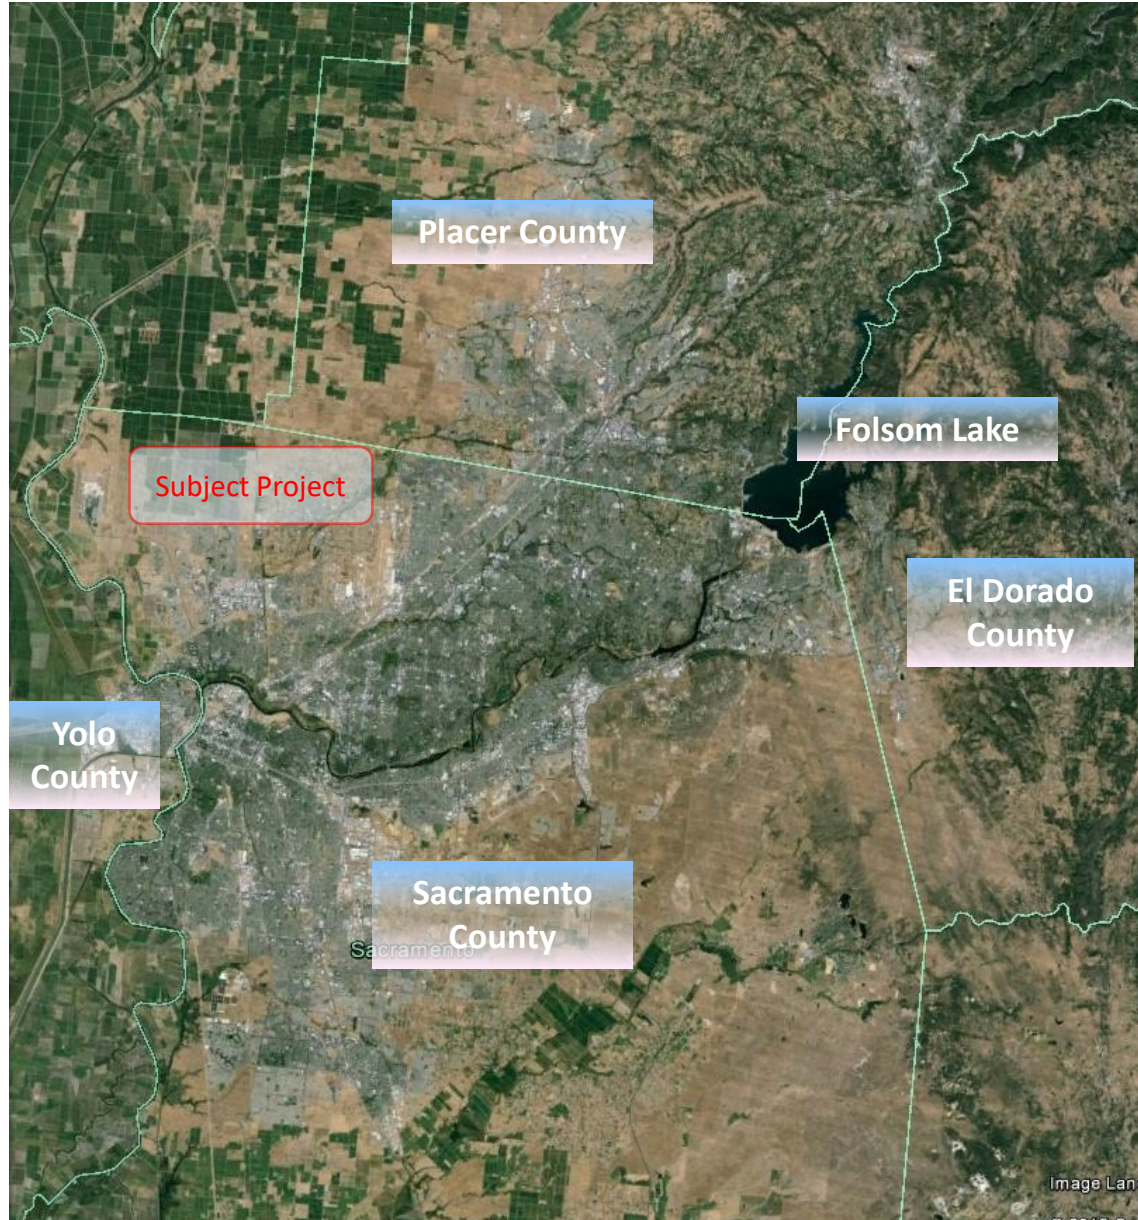 Placer County
Folsom Lake
Subject Project
El Dorado
County
Yolo
County
Sacramento
County
Sacramento
Image Lan